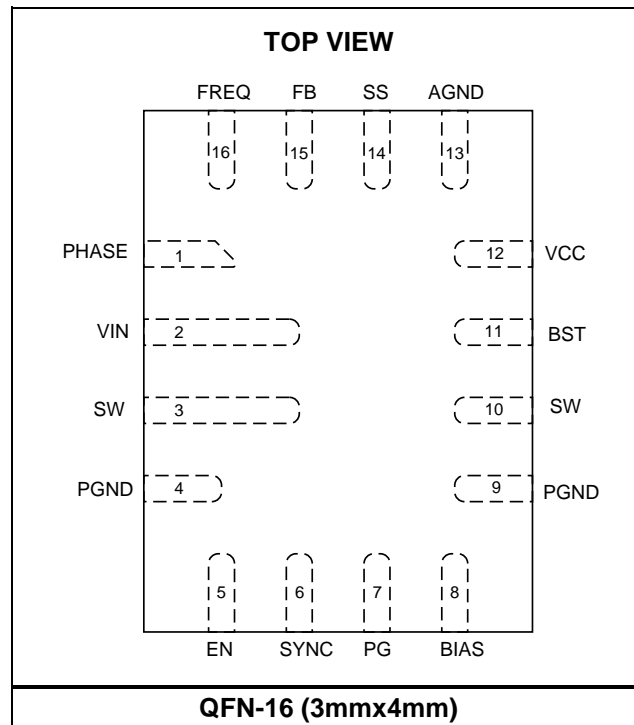 TOP VIEW
FREQ FB SS AGND
16 15 14 13
PHASE 1 12 VCC
VIN 2 11 BST
SW 3 10 SW
PGND 4 9 PGND
5 6 7 8
EN SYNC PG BIAS
QFN-16 (3mmx4mm)